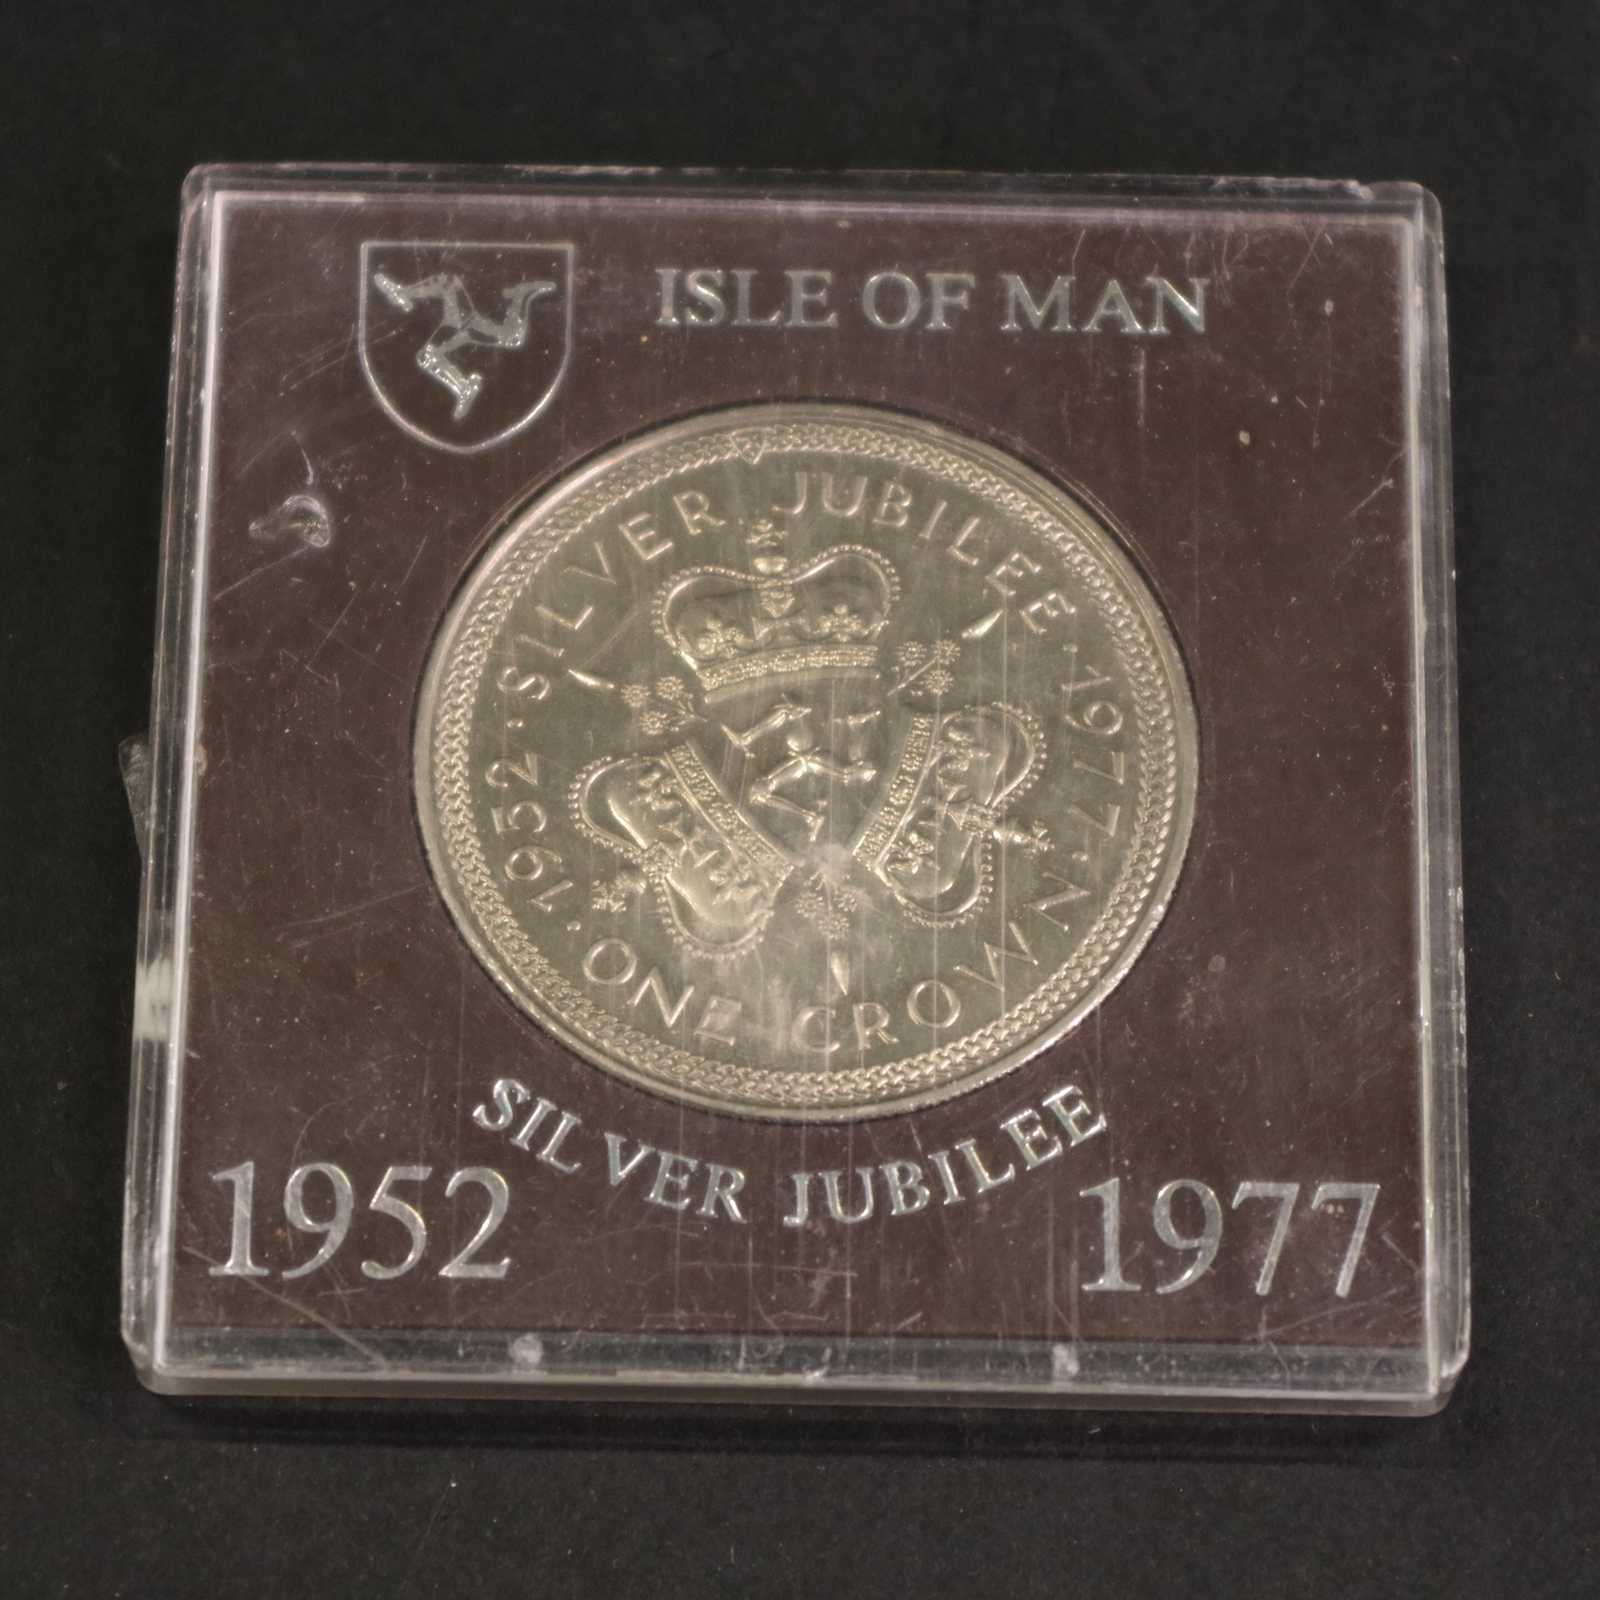 ISLE OF MAN
1952 · SILVER JUBILEE · 1977 ·
ONE CROWN
SILVER JUBILEE
1952 1977